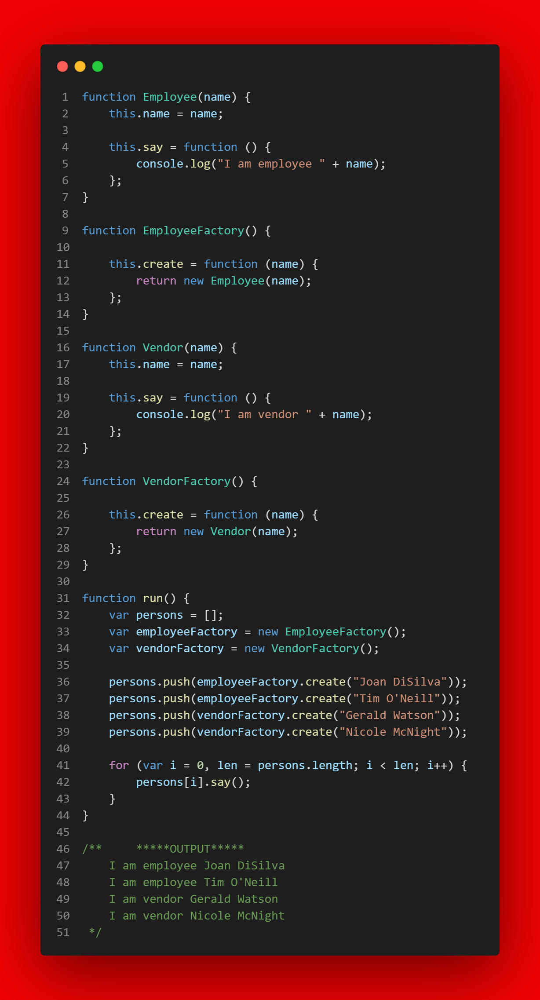 1 function Employee(name) {
2     this.name = name;
3
4     this.say = function () {
5         console.log("I am employee " + name);
6     };
7 }
8
9 function EmployeeFactory() {
10
11     this.create = function (name) {
12         return new Employee(name);
13     };
14 }
15
16 function Vendor(name) {
17     this.name = name;
18
19     this.say = function () {
20         console.log("I am vendor " + name);
21     };
22 }
23
24 function VendorFactory() {
25
26     this.create = function (name) {
27         return new Vendor(name);
28     };
29 }
30
31 function run() {
32     var persons = [];
33     var employeeFactory = new EmployeeFactory();
34     var vendorFactory = new VendorFactory();
35
36     persons.push(employeeFactory.create("Joan DiSilva"));
37     persons.push(employeeFactory.create("Tim O'Neill"));
38     persons.push(vendorFactory.create("Gerald Watson"));
39     persons.push(vendorFactory.create("Nicole McNight"));
40
41     for (var i = 0, len = persons.length; i < len; i++) {
42         persons[i].say();
43     }
44 }
45
46 /**     *****OUTPUT*****
47     I am employee Joan DiSilva
48     I am employee Tim O'Neill
49     I am vendor Gerald Watson
50     I am vendor Nicole McNight
51  */